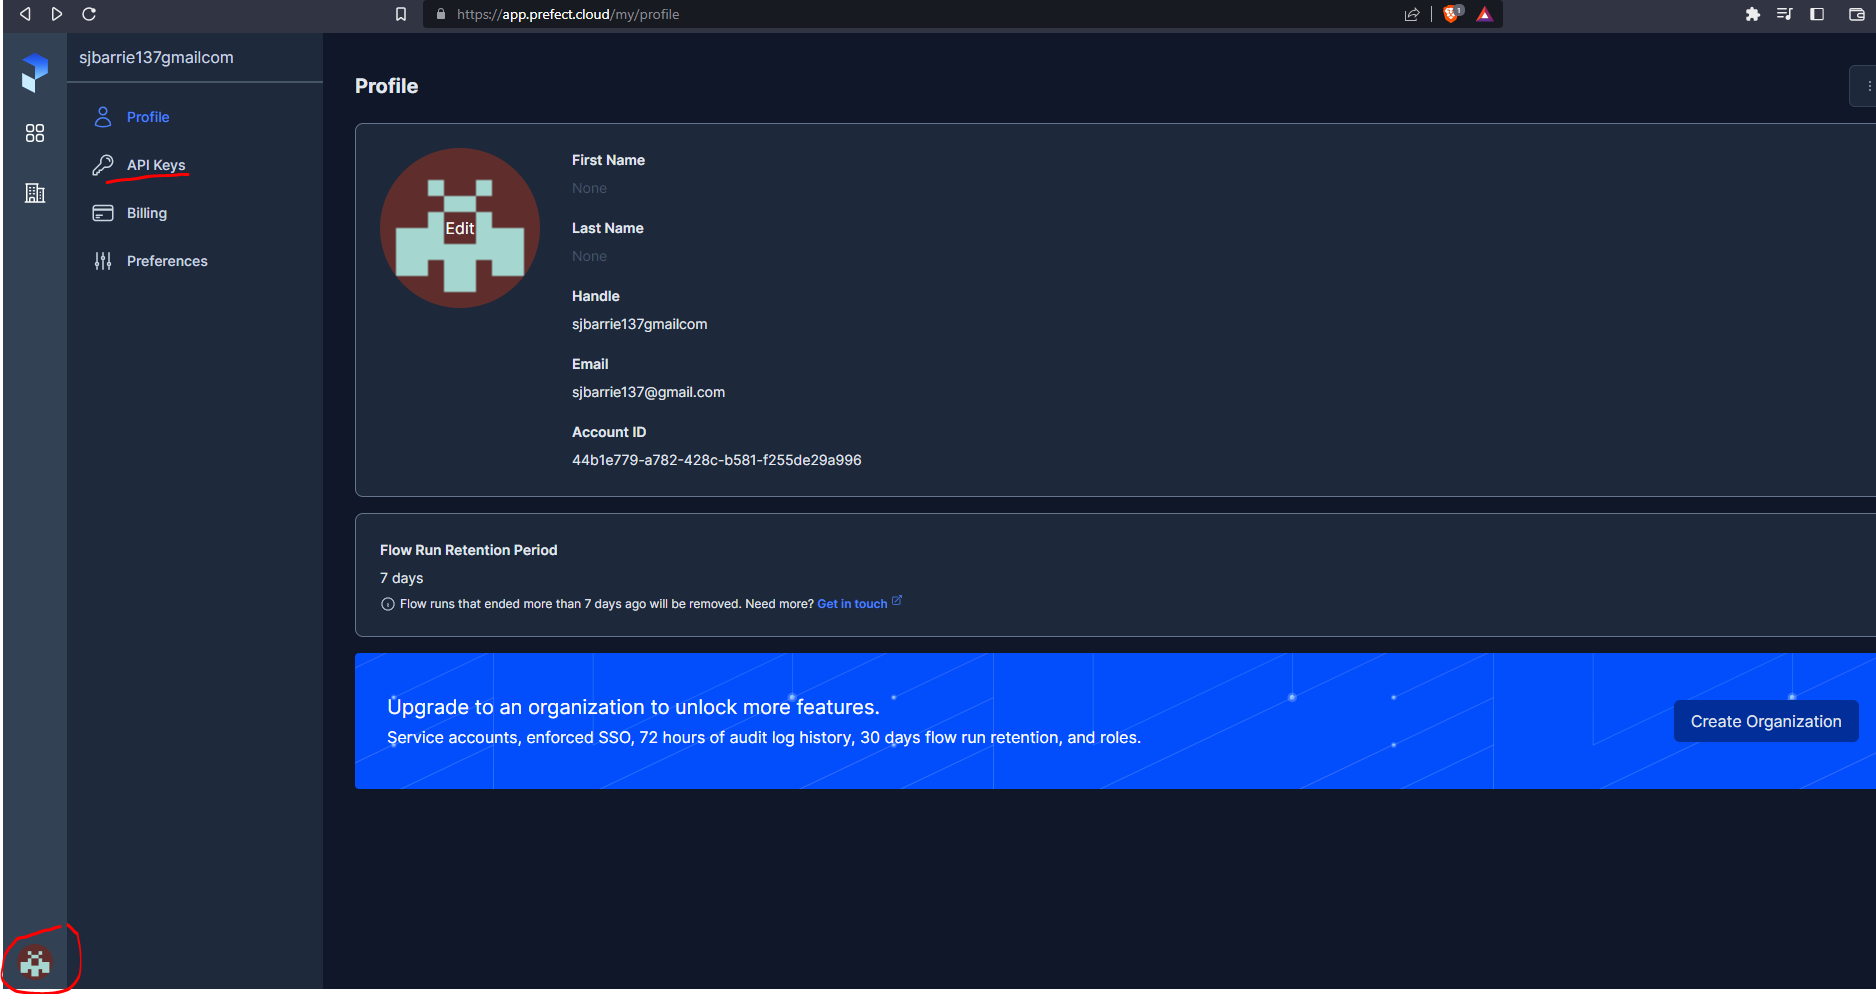 https://app.prefect.cloud/my/profile
1
sjbarrie137gmailcom
Profile
API Keys
Billing
Preferences
Profile
Edit
First Name
None
Last Name
None
Handle
sjbarrie137gmailcom
Email
sjbarrie137@gmail.com
Account ID
44b1e779-a782-428c-b581-f255de29a996
Flow Run Retention Period
7 days
Flow runs that ended more than 7 days ago will be removed. Need more? Get in touch
Upgrade to an organization to unlock more features.
Service accounts, enforced SSO, 72 hours of audit log history, 30 days flow run retention, and roles.
Create Organization